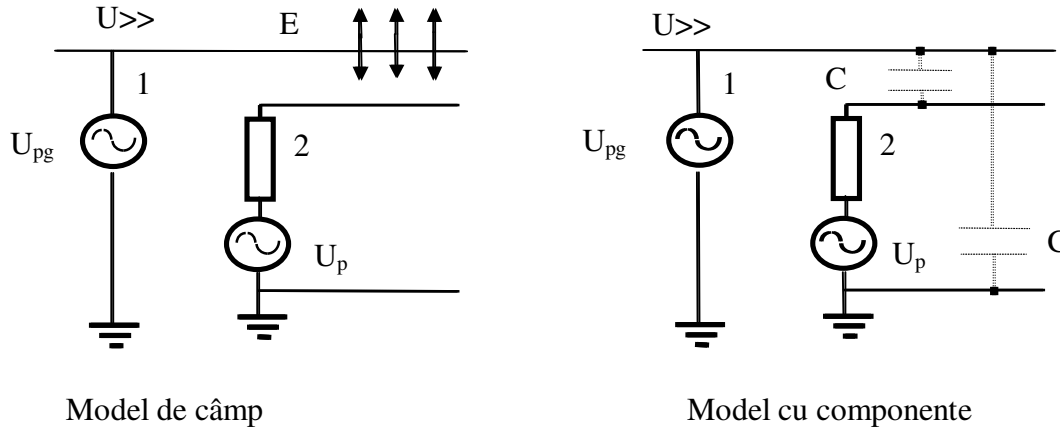 U>> E
1
U_pg
2
U_p
Model de câmp
U>>
C
1
U_pg
2
U_p
C
Model cu componente